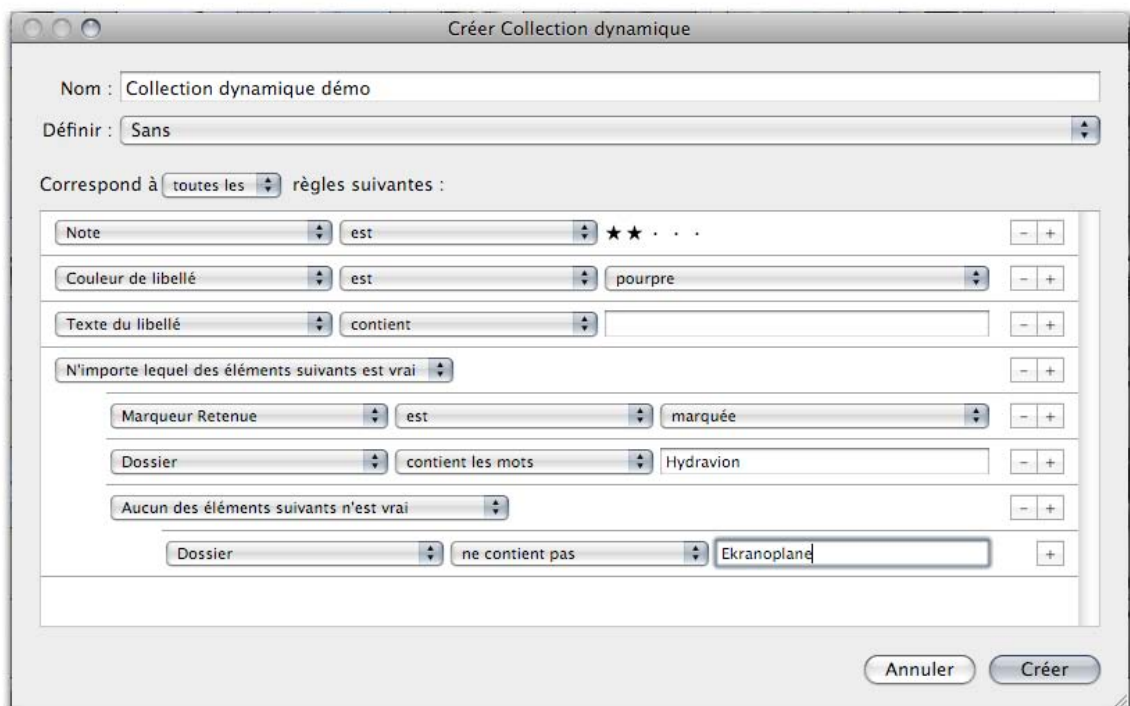 Créer Collection dynamique
Nom : Collection dynamique démo
Définir : Sans
Correspond à toutes les règles suivantes :
Note est ★★ · · · - +
Couleur de libellé est pourpre - +
Texte du libellé contient - +
N'importe lequel des éléments suivants est vrai - +
Marqueur Retenue est marquée - +
Dossier contient les mots Hydravion - +
Aucun des éléments suivants n'est vrai - +
Dossier ne contient pas Ekranoplane +
Annuler Créer